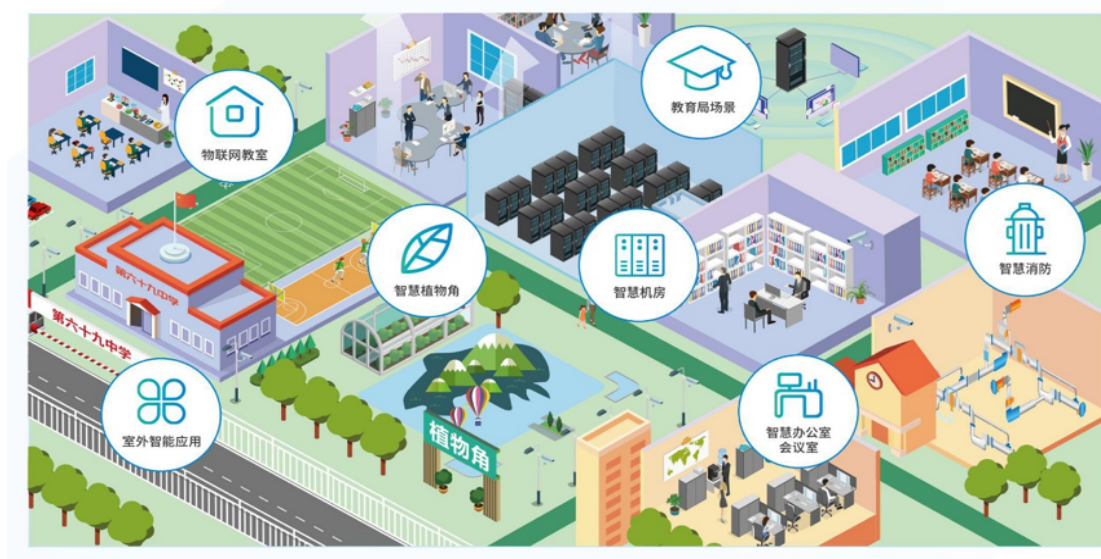 教育局场景
物联网教室
智慧植物角
智慧机房
智慧消防
第六十九中学
第六十九中学
室外智能应用
植物角
智慧办公室
会议室